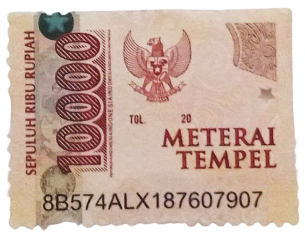 SEPULUH RIBU RUPIAH
10000
TGL. 20
METERAI
TEMPEL
8B574ALX187607907